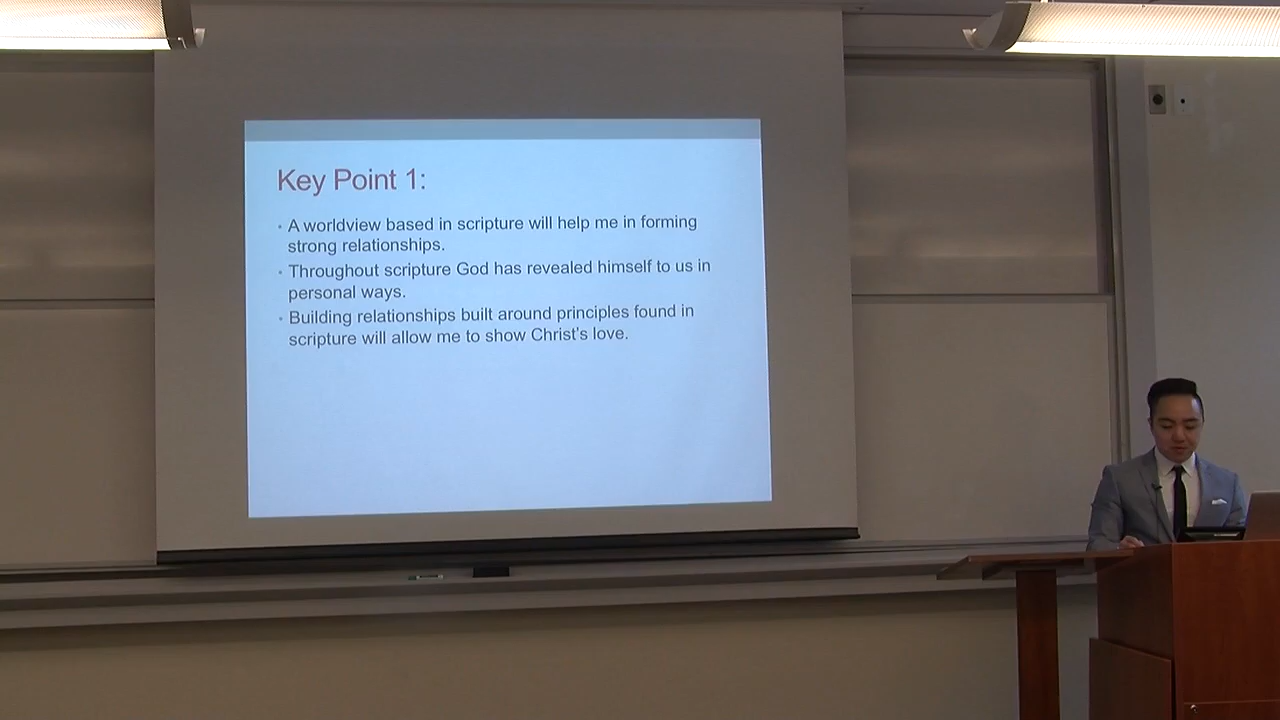 Key Point 1:
• A worldview based in scripture will help me in forming
strong relationships.
• Throughout scripture God has revealed himself to us in
personal ways.
• Building relationships built around principles found in
scripture will allow me to show Christ's love.